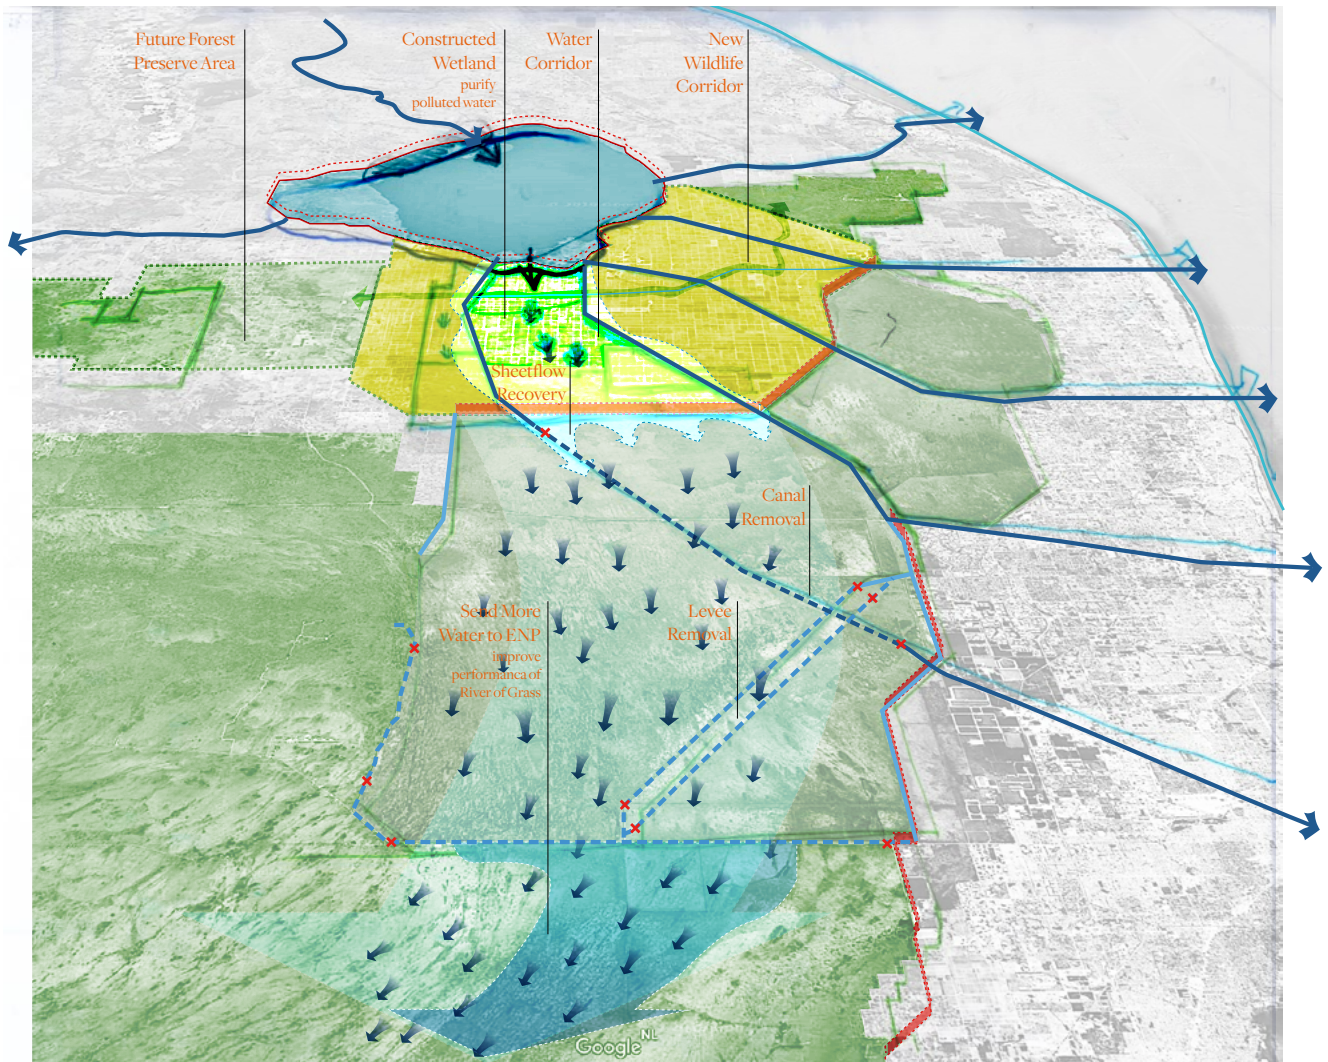 Future Forest
Preserve Area
Constructed
Wetland
purify
polluted water
Water
Corridor
New
Wildlife
Corridor
Sheetflow
Recovery
Canal
Removal
Send More
Water to ENP
improve
performanca of
River of Grass
Levee
Removal
Google
NL